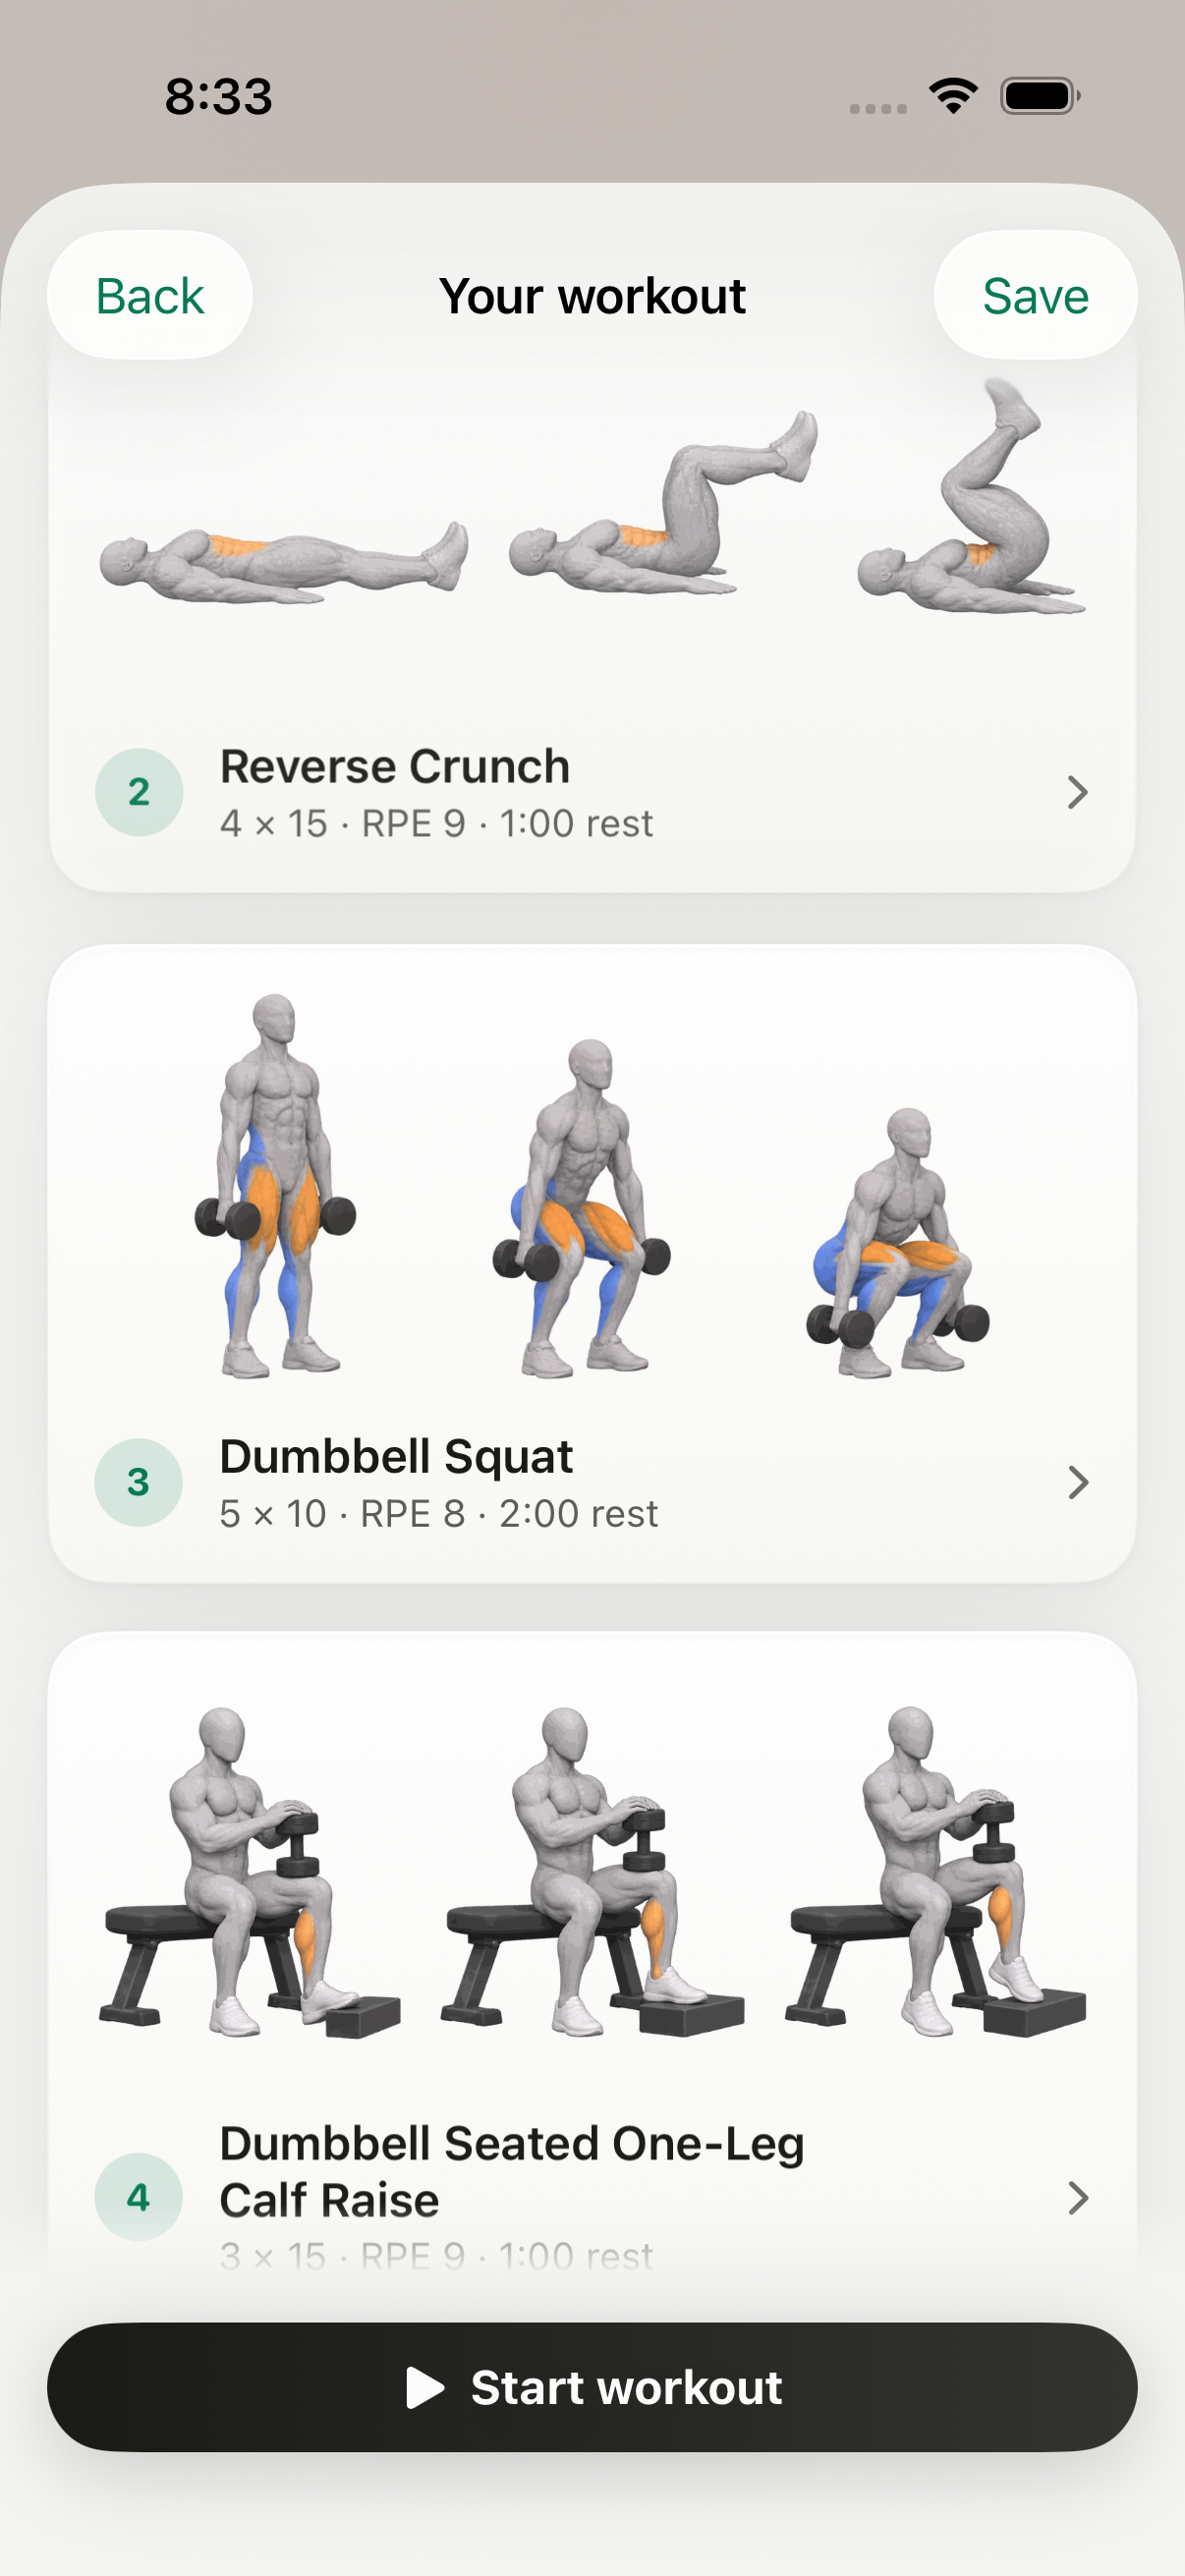 8:33
Back
Your workout
Save
2
Reverse Crunch
4 × 15 · RPE 9 · 1:00 rest
3
Dumbbell Squat
5 × 10 · RPE 8 · 2:00 rest
4
Dumbbell Seated One-Leg
Calf Raise
3 × 15 · RPE 9 · 1:00 rest
Start workout